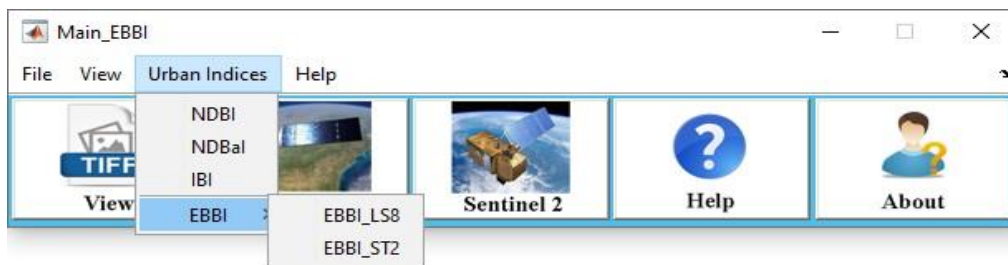 Main_EBBI
File View Urban Indices Help
NDBI
NDBal
IBI
EBBI
EBBI_LS8
EBBI_ST2
TIFF
View
Sentinel 2
Help
About